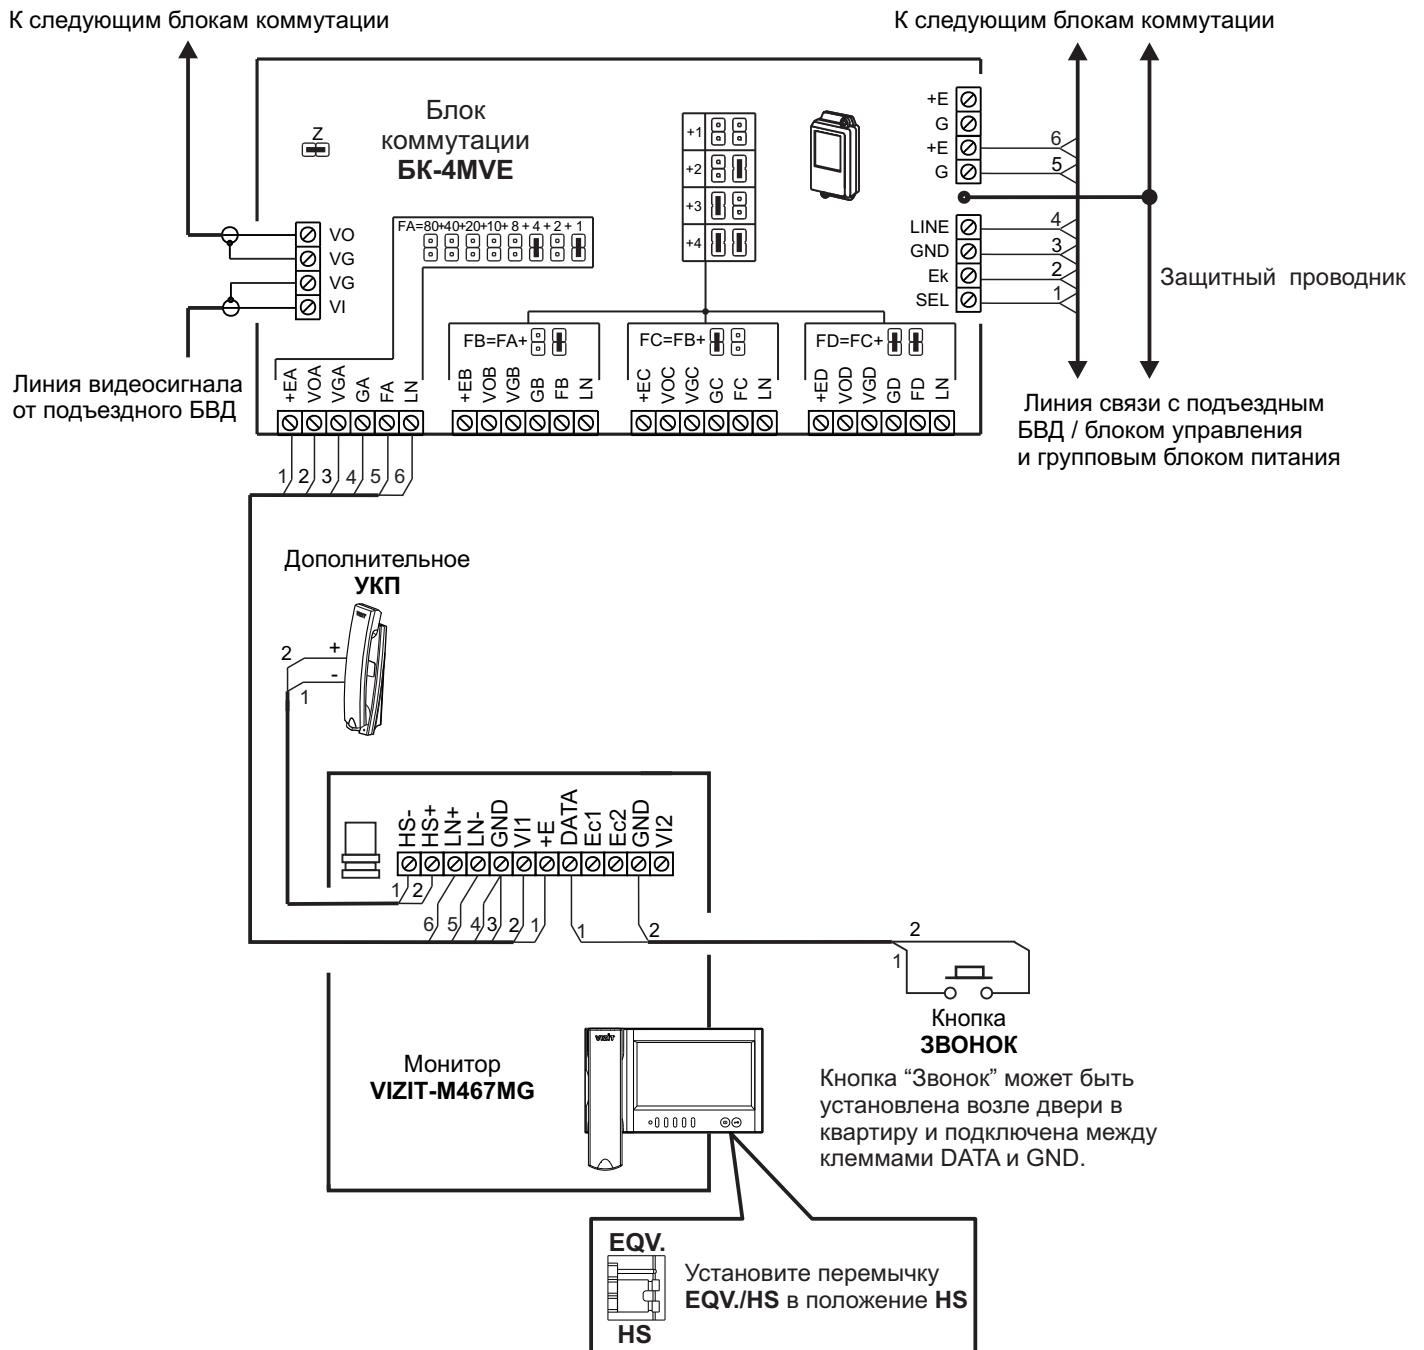 К следующим блокам коммутации
К следующим блокам коммутации
Блок
коммутации
БК-4MVE
Z
+1
+2
+3
+4
+E
G
+E
G
6
5
LINE
GND
Ek
SEL
4
3
2
1
Защитный проводник
VO
VG
VG
VI
FA=80+40+20+10+ 8 + 4 + 2 + 1
FB=FA+
FC=FB+
FD=FC+
+EA VOA VGA GA FA LN
+EB VOB VGB GB FB LN
+EC VOC VGC GC FC LN
+ED VOD VGD GD FD LN
Линия видеосигнала
от подъездного БВД
Линия связи с подъездным
БВД / блоком управления
и групповым блоком питания
1 2 3 4 5 6
Дополнительное
УКП
2 +
-
1
HS- HS+ LN+ LN- GND VI1 +E DATA Ec1 Ec2 GND VI2
1 2
6 5 4 3 2 1 1 2
2
1
Кнопка
ЗВОНОК
Кнопка “Звонок” может быть
установлена возле двери в
квартиру и подключена между
клеммами DATA и GND.
Монитор
VIZIT-M467MG
VIZIT
EQV.
Установите перемычку
EQV./HS в положение HS
HS